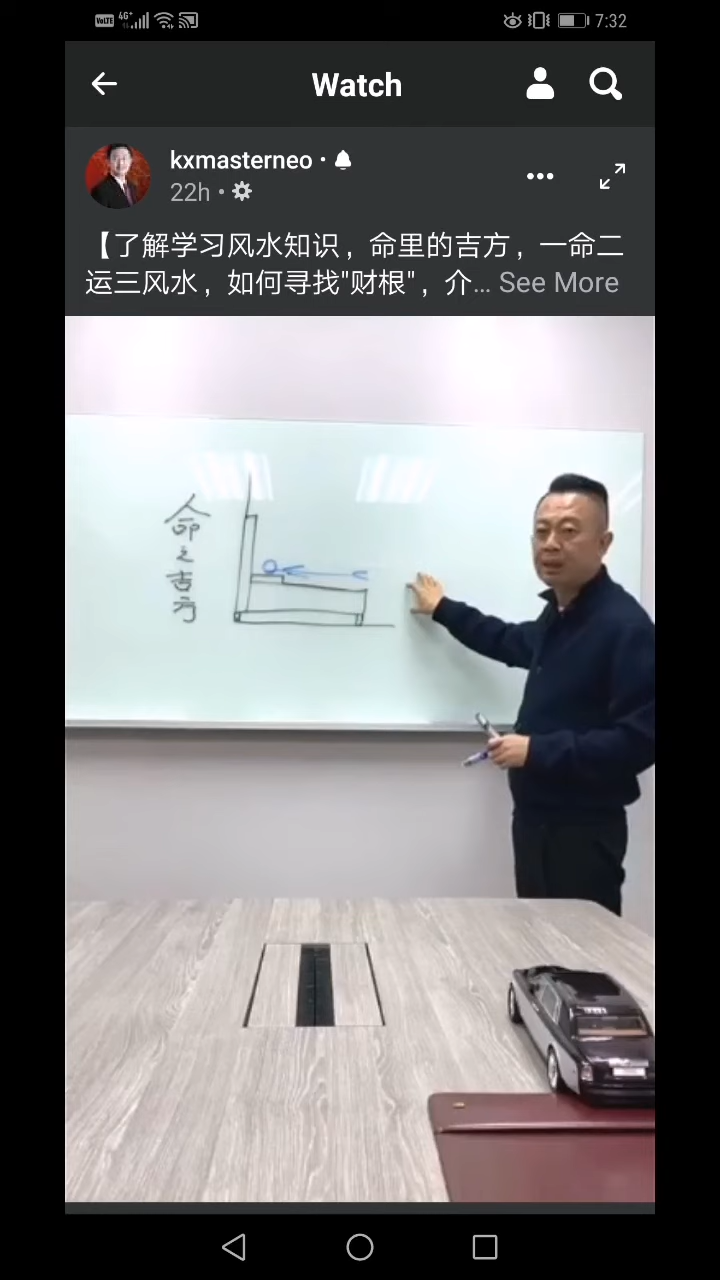 VoLTE 4G+ 7:32
Watch
kxmasterneo
22h
【了解学习风水知识，命里的吉方，一命二
运三风水，如何寻找"财根"，介... See More
命之吉方